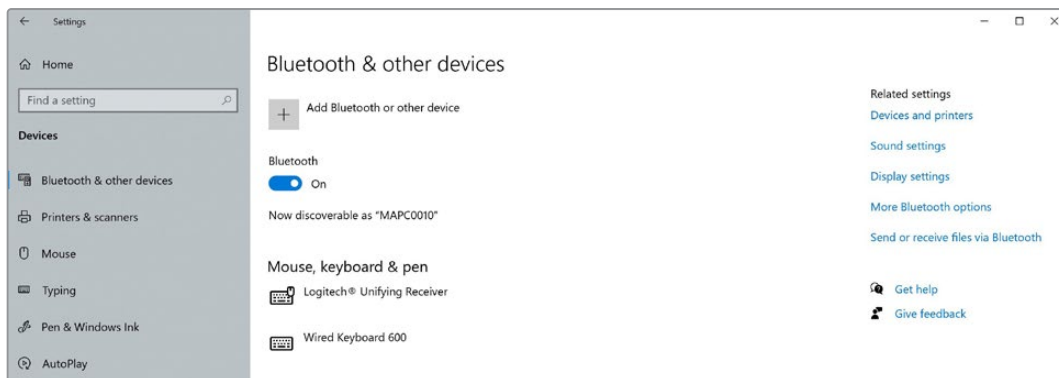 Settings
Home
Find a setting
Devices
Bluetooth & other devices
Printers & scanners
Mouse
Typing
Pen & Windows Ink
AutoPlay
Bluetooth & other devices
Add Bluetooth or other device
Bluetooth
On
Now discoverable as “MAPC0010”
Mouse, keyboard & pen
Logitech® Unifying Receiver
Wired Keyboard 600
Related settings
Devices and printers
Sound settings
Display settings
More Bluetooth options
Send or receive files via Bluetooth
Get help
Give feedback